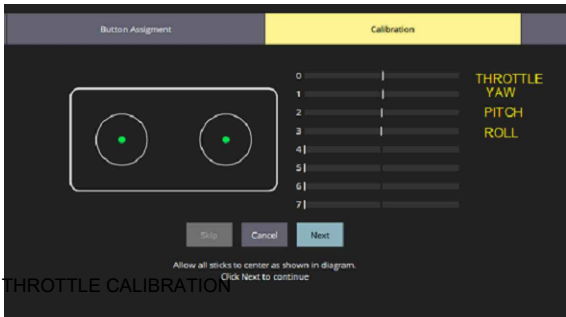 Button Assigment
Calibration
0
THROTTLE
1
YAW
2
PITCH
3
ROLL
4
5
6
7
Skip
Cancel
Next
Allow all sticks to center as shown in diagram.
Click Next to continue
THROTTLE CALIBRATION